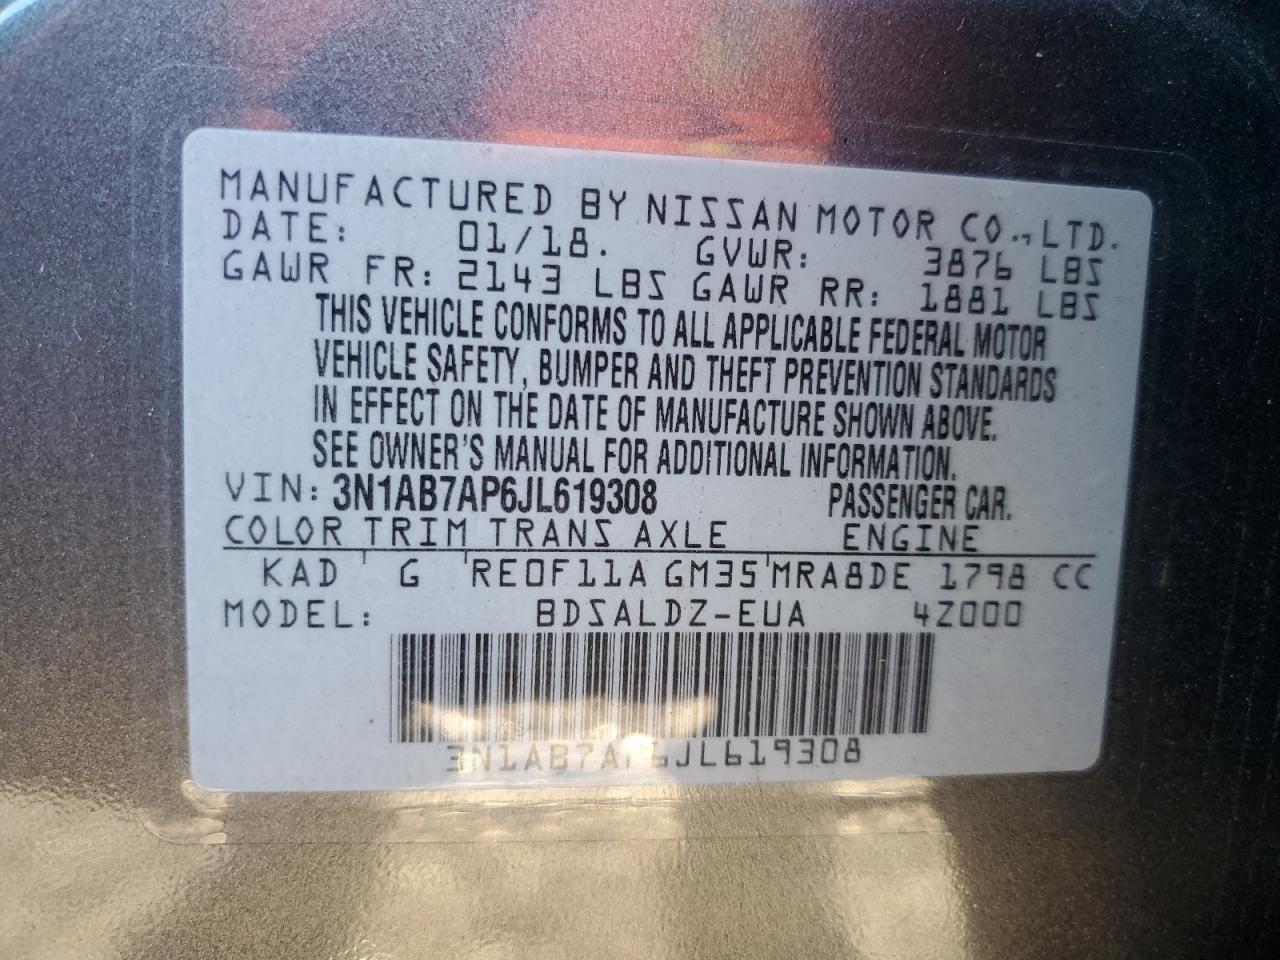 MANUFACTURED BY NISSAN MOTOR CO., LTD.
DATE: 01/18. GVWR: 3876 LBS
GAWR FR: 2143 LBS GAWR RR: 1881 LBS
THIS VEHICLE CONFORMS TO ALL APPLICABLE FEDERAL MOTOR
VEHICLE SAFETY, BUMPER AND THEFT PREVENTION STANDARDS
IN EFFECT ON THE DATE OF MANUFACTURE SHOWN ABOVE.
SEE OWNER'S MANUAL FOR ADDITIONAL INFORMATION.
VIN: 3N1AB7AP6JL619308 PASSENGER CAR.
COLOR TRIM TRANS AXLE ENGINE
KAD G RE0F11A GM35 MRA8DE 1798 CC
MODEL: BDSALDZ-EUA 4Z000
3N1AB7AP6JL619308